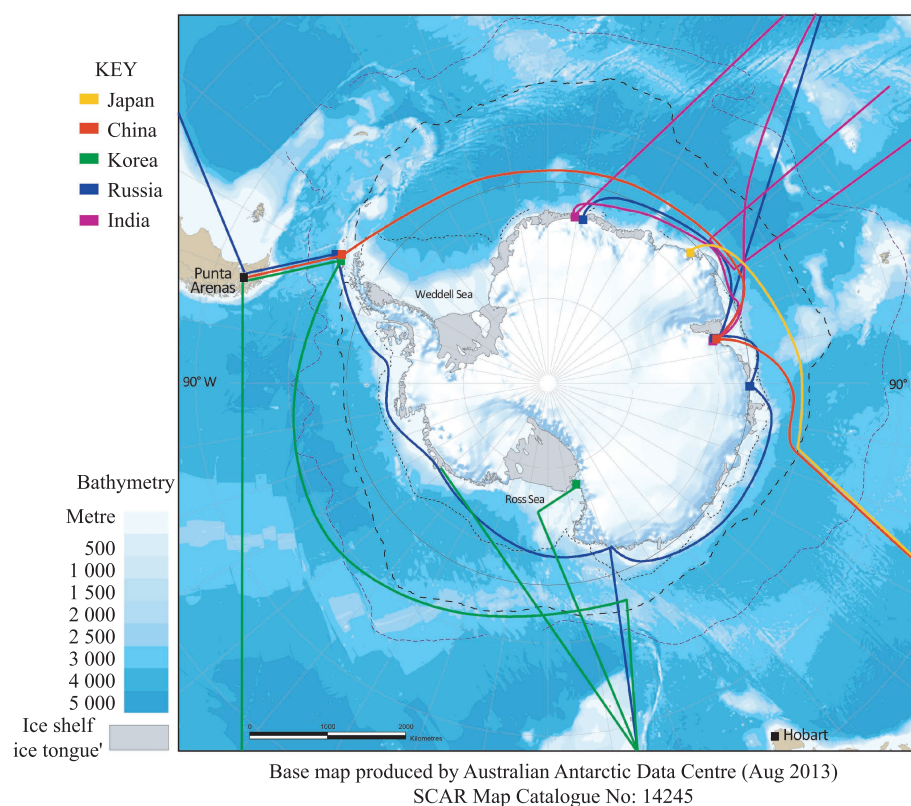 KEY
Japan
China
Korea
Russia
India
Punta
Arenas
Weddell Sea
90° W
90°
Ross Sea
Bathymetry
Metre
500
1 000
1 500
2 000
2 500
3 000
4 000
5 000
Ice shelf
ice tongue'
0 1000 2000
Kilometres
Hobart
Base map produced by Australian Antarctic Data Centre (Aug 2013)
SCAR Map Catalogue No: 14245